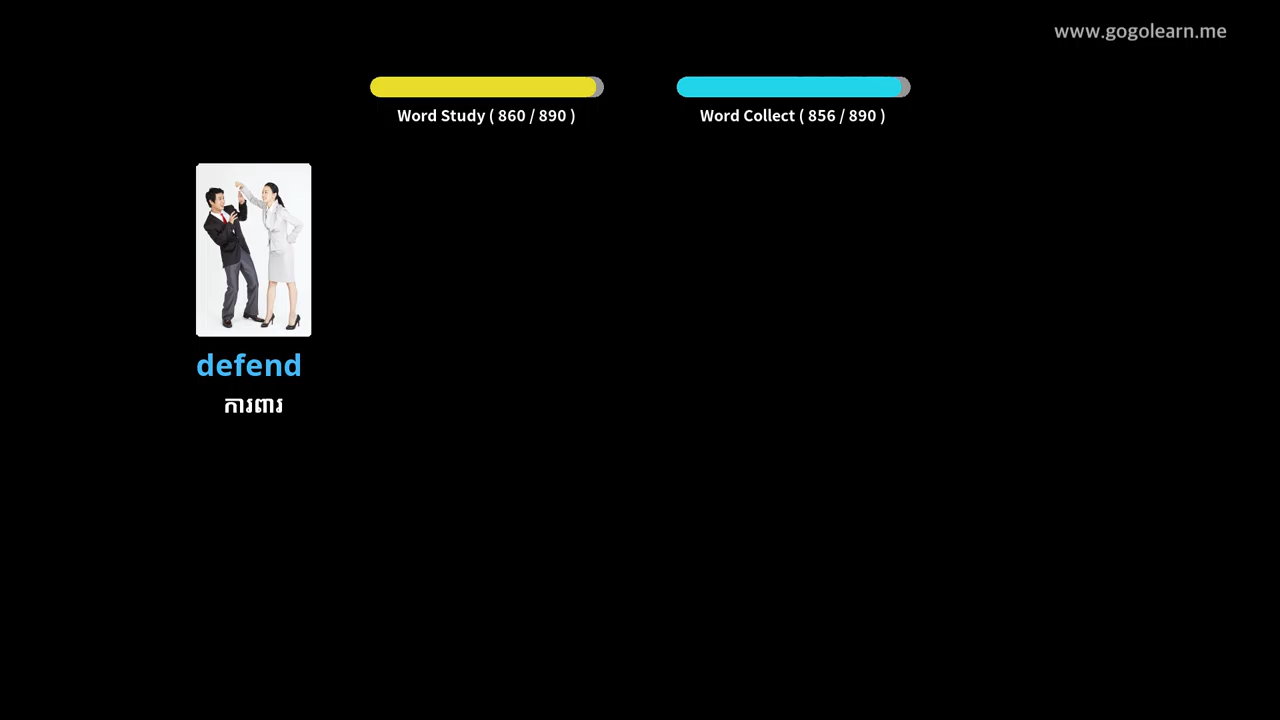 www.gogolearn.me
Word Study ( 860 / 890 )
Word Collect ( 856 / 890 )
defend
ការពារ